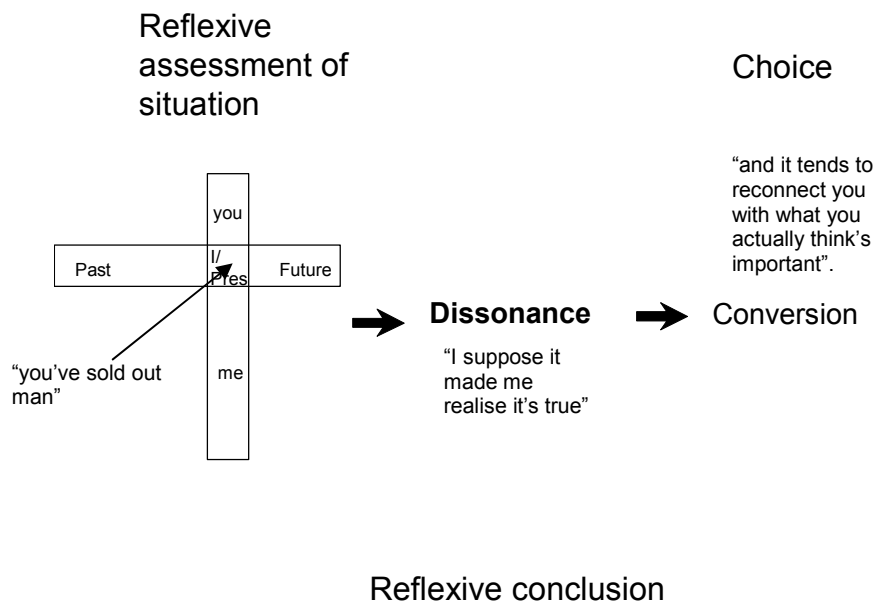 Reflexive
assessment of
situation
Choice
“and it tends to
reconnect you
with what you
actually think’s
important”.
you
Past
I/
Pres
Future
Dissonance
Conversion
“I suppose it
made me
realise it’s true”
“you’ve sold out
man”
me
Reflexive conclusion